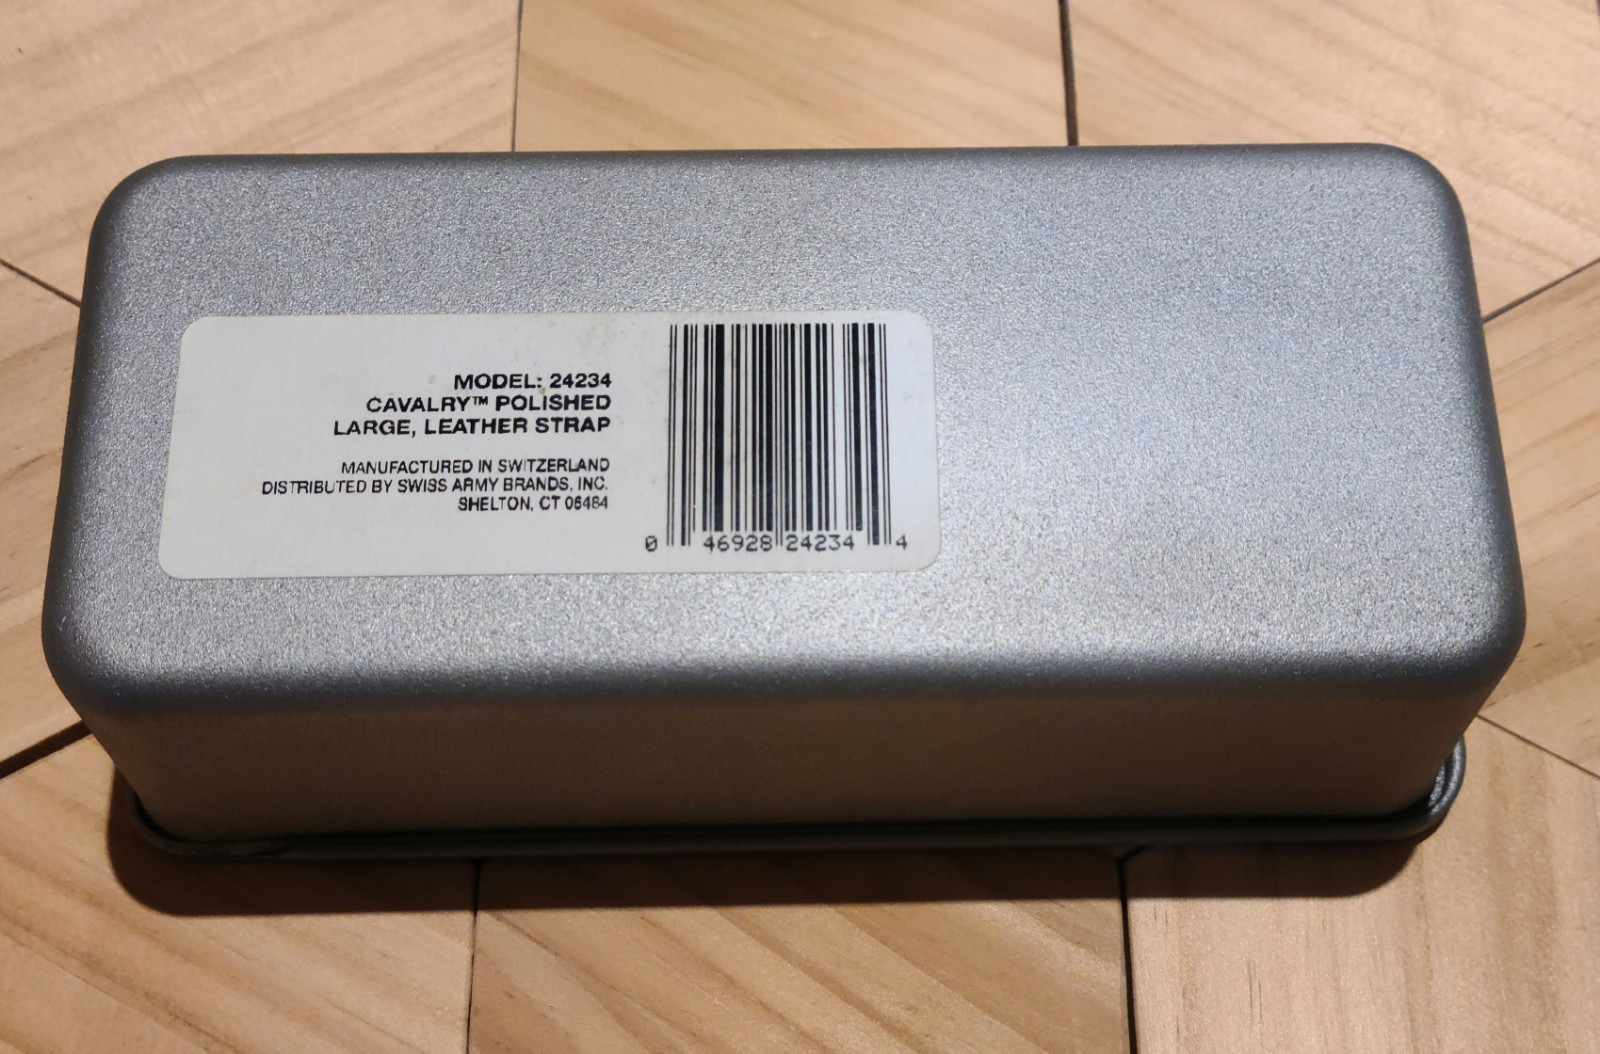 MODEL: 24234
CAVALRY™ POLISHED
LARGE, LEATHER STRAP
MANUFACTURED IN SWITZERLAND
DISTRIBUTED BY SWISS ARMY BRANDS, INC.
SHELTON, CT 06484
0 46928 24234 4